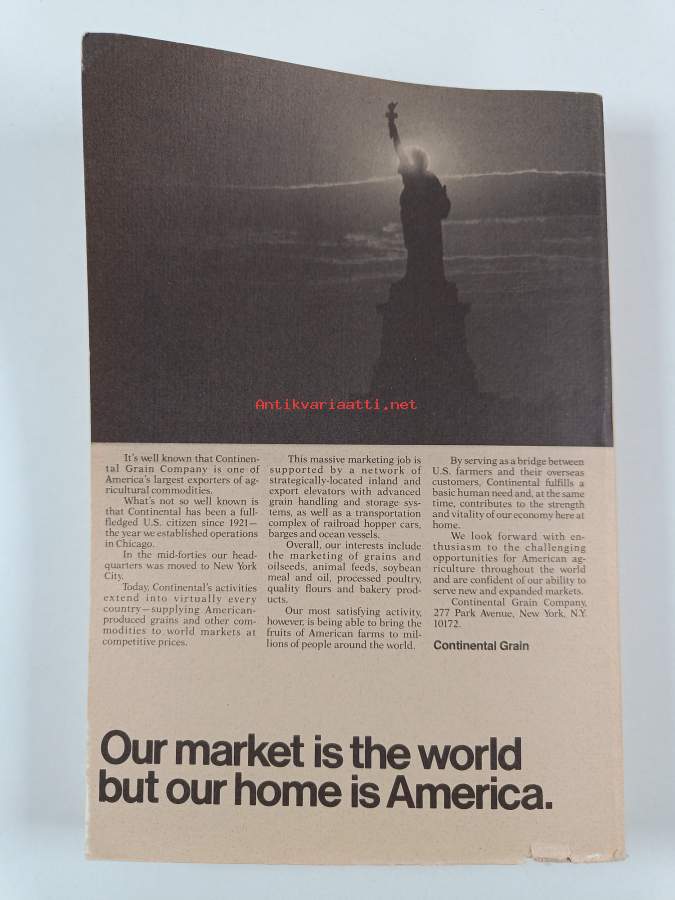 Antikvariaatti.net
It's well known that Continen-
tal Grain Company is one of
America's largest exporters of ag-
ricultural commodities.
What's not so well known is
that Continental has been a full-
fledged U.S. citizen since 1921—
the year we established operations
in Chicago.
In the mid-forties our head-
quarters was moved to New York
City.
Today, Continental's activities
extend into virtually every
country—supplying American-
produced grains and other com-
modities to world markets at
competitive prices.
This massive marketing job is
supported by a network of
strategically-located inland and
export elevators with advanced
grain handling and storage sys-
tems, as well as a transportation
complex of railroad hopper cars,
barges and ocean vessels.
Overall, our interests include
the marketing of grains and
oilseeds, animal feeds, soybean
meal and oil, processed poultry,
quality flours and bakery prod-
ucts.
Our most satisfying activity,
however, is being able to bring the
fruits of American farms to mil-
lions of people around the world.
By serving as a bridge between
U.S. farmers and their overseas
customers, Continental fulfills a
basic human need and, at the same
time, contributes to the strength
and vitality of our economy here at
home.
We look forward with en-
thusiasm to the challenging
opportunities for American ag-
riculture throughout the world
and are confident of our ability to
serve new and expanded markets.
Continental Grain Company,
277 Park Avenue, New York, N.Y.
10172.
Continental Grain
Our market is the world
but our home is America.